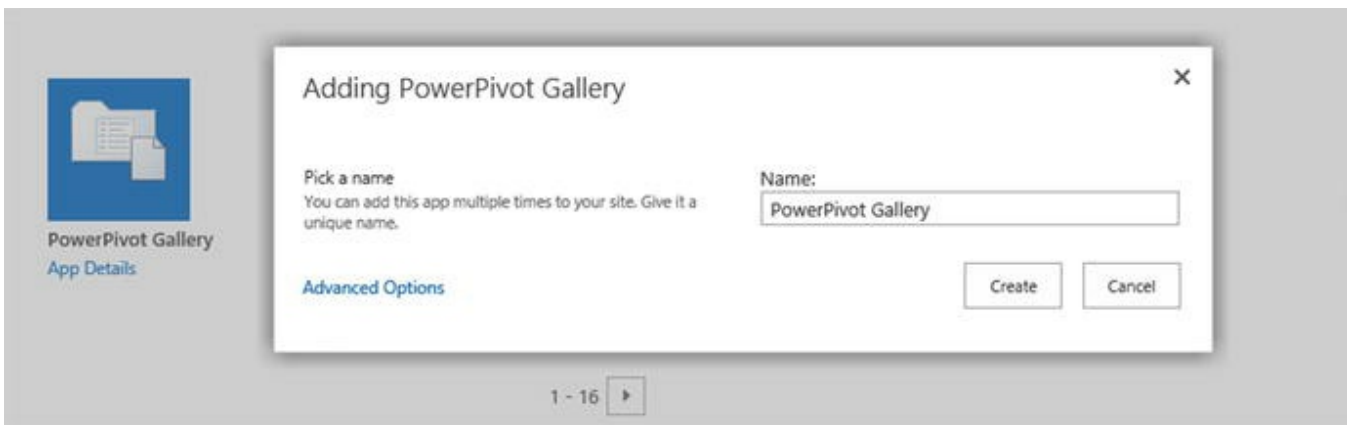 Adding PowerPivot Gallery
Pick a name
You can add this app multiple times to your site. Give it a
unique name.
Name:
PowerPivot Gallery
PowerPivot Gallery
App Details
Advanced Options
Create
Cancel
1 - 16